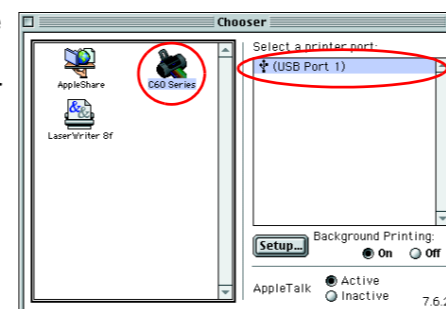 Chooser
AppleShare
C60 Series
LaserWriter 8f
Select a printer port:
(USB Port 1)
Setup...
Background Printing:
On Off
AppleTalk
Active
Inactive
7.6.2